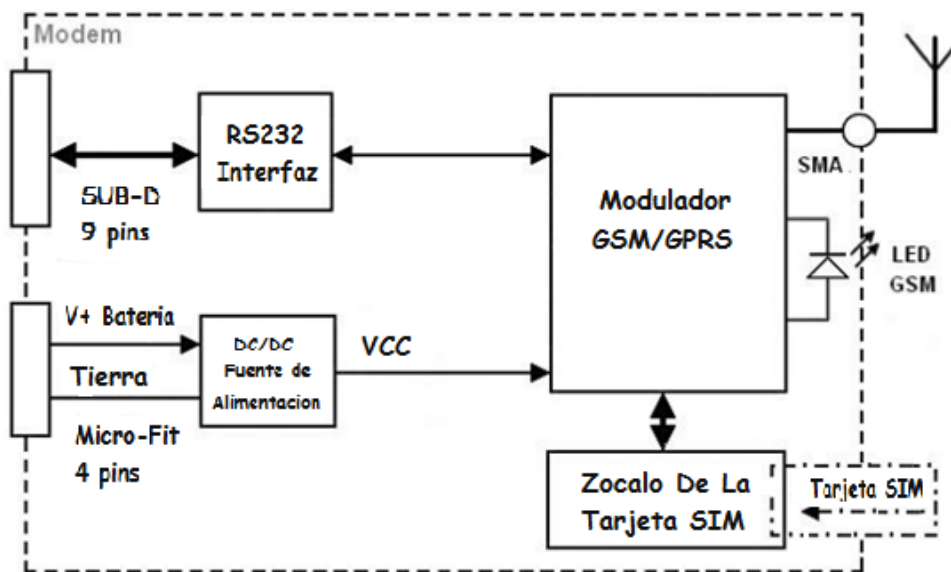 Modem
RS232
Interfaz
SUB-D
9 pins
Modulador
GSM/GPRS
SMA
LED
GSM
V+ Bateria
Tierra
Micro-Fit
4 pins
DC/DC
Fuente de
Alimentacion
VCC
Zocalo De La
Tarjeta SIM
Tarjeta SIM